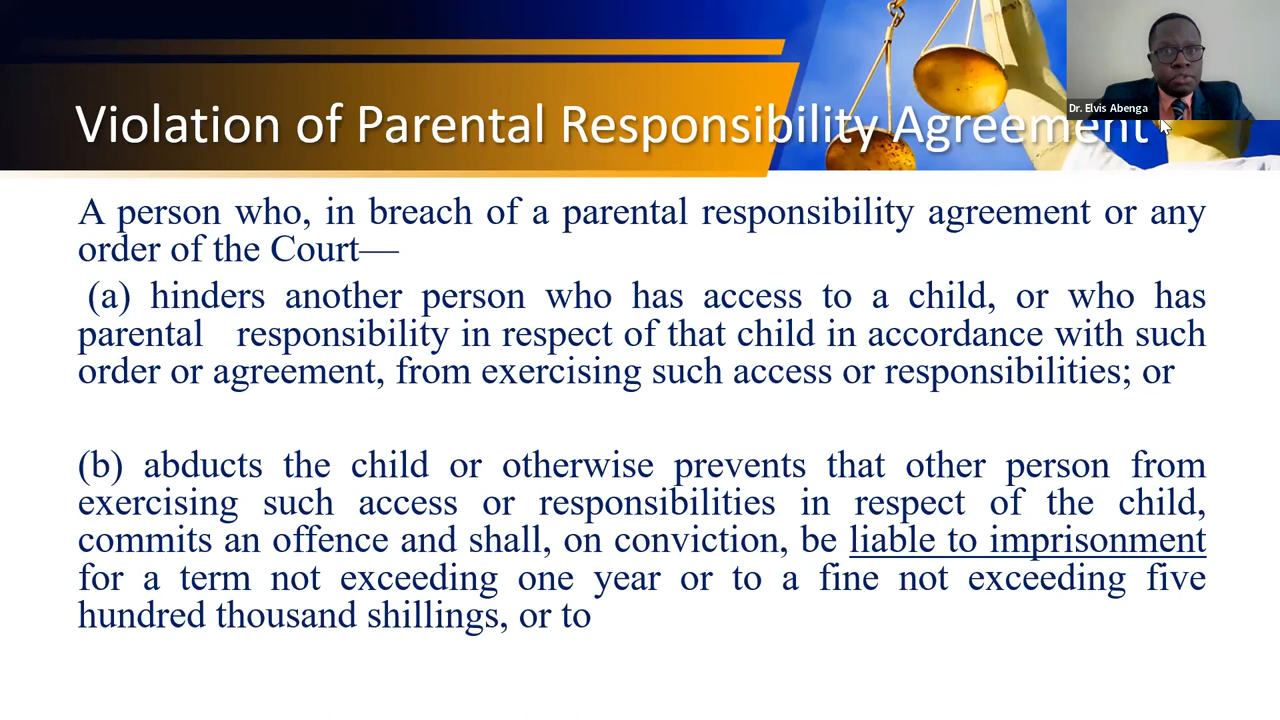 Dr. Elvis Abenga
Violation of Parental Responsibility Agreement
A person who, in breach of a parental responsibility agreement or any
order of the Court—
(a) hinders another person who has access to a child, or who has
parental responsibility in respect of that child in accordance with such
order or agreement, from exercising such access or responsibilities; or
(b) abducts the child or otherwise prevents that other person from
exercising such access or responsibilities in respect of the child,
commits an offence and shall, on conviction, be liable to imprisonment
for a term not exceeding one year or to a fine not exceeding five
hundred thousand shillings, or to